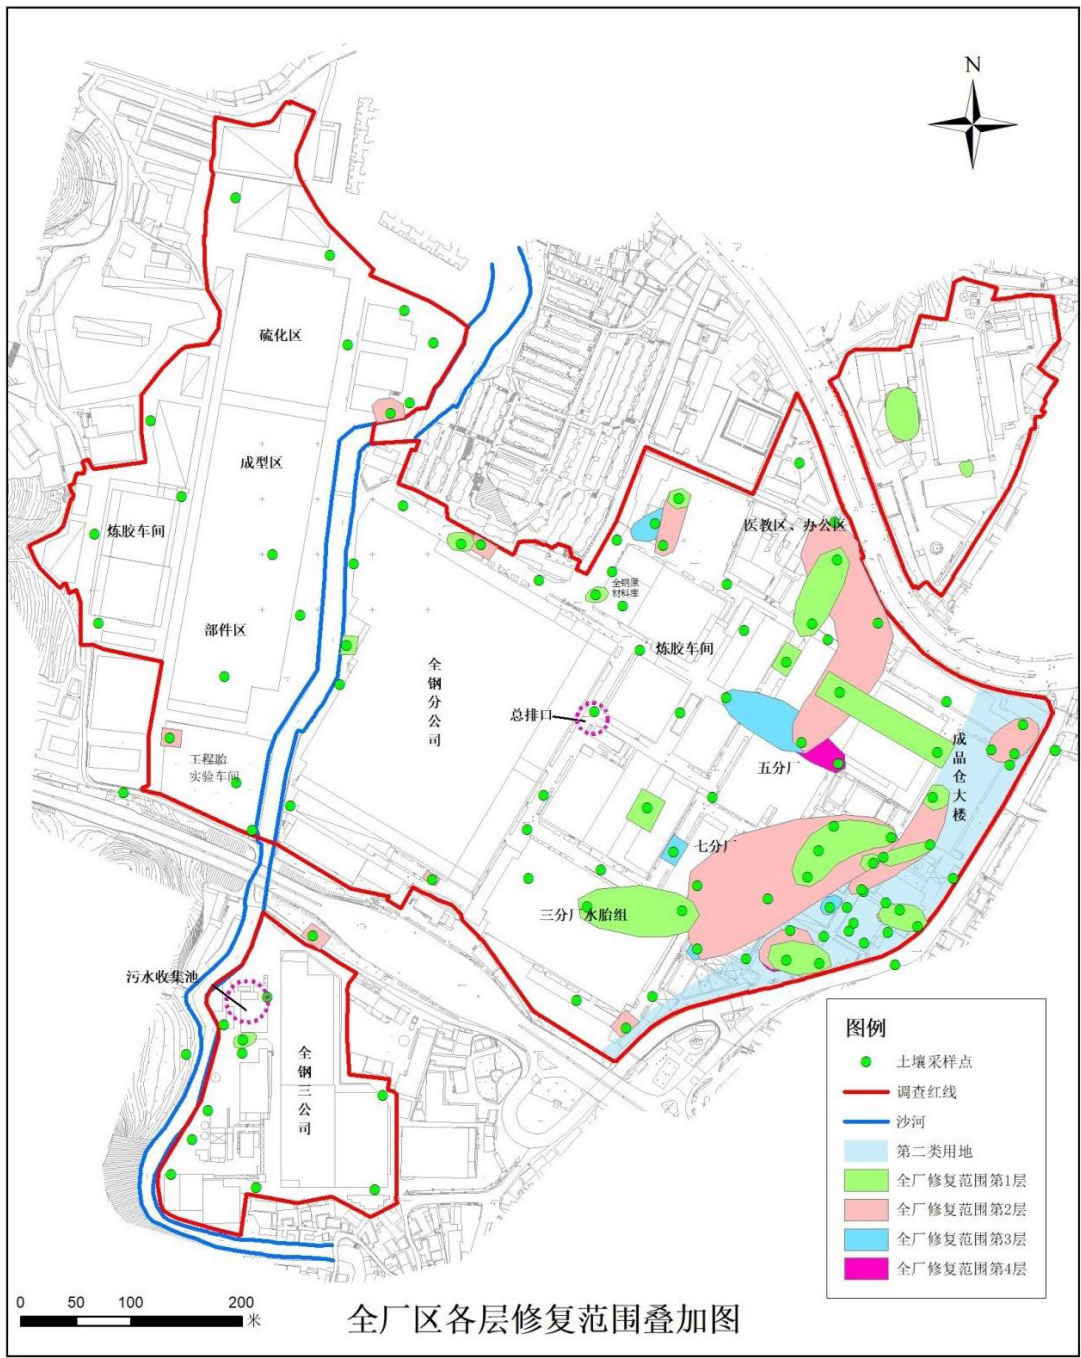 N
硫化区
成型区
炼胶车间
医教区、办公区
全钢原
材料库
部件区
炼胶车间
全钢分公司
总排口
王程胎
实验车间
五分厂
成品仓大楼
七分厂
三分厂水胎组
污水收集池
全钢三公司
图例
土壤采样点
调查红线
沙河
第二类用地
全厂修复范围第1层
全厂修复范围第2层
全厂修复范围第3层
全厂修复范围第4层
0 50 100 200
米
全厂区各层修复范围叠加图